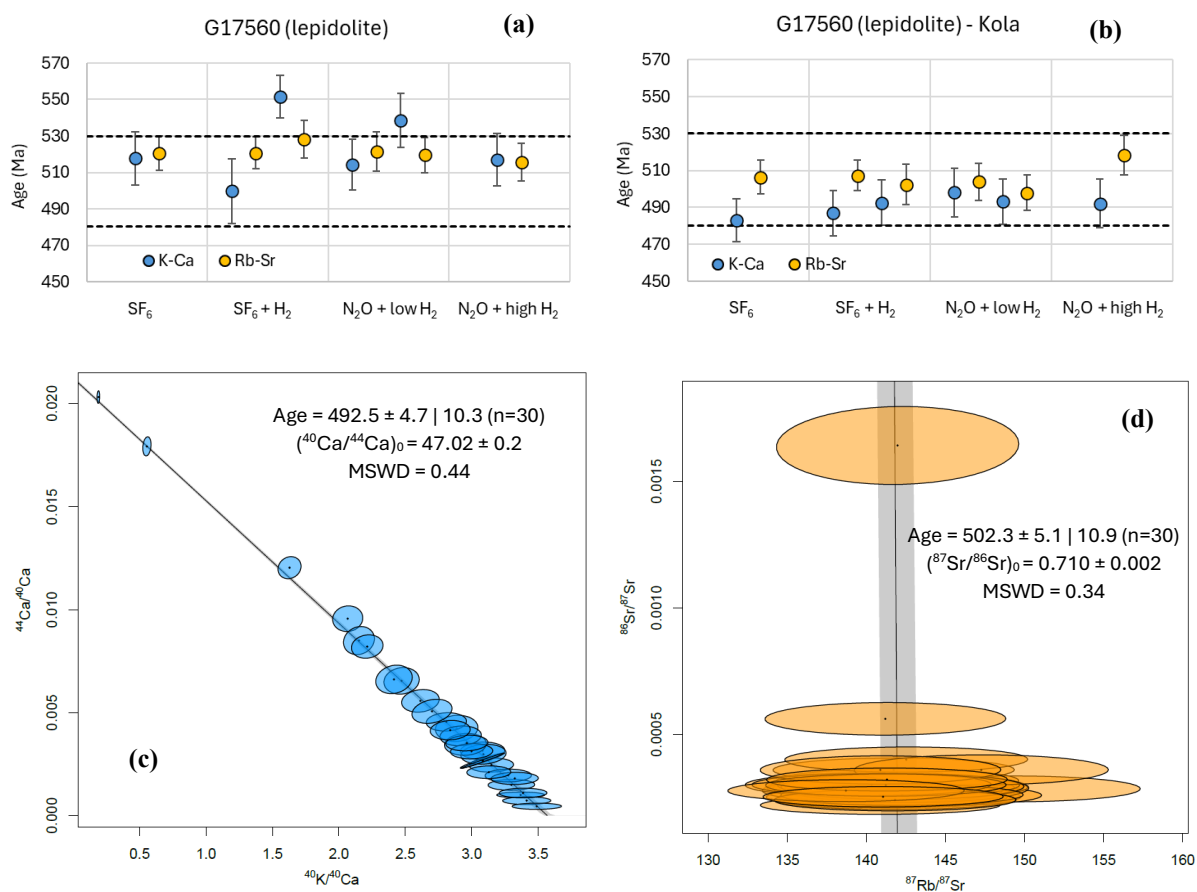 G17560 (lepidolite)
(a)
570
550
530
510
490
470
450
Age (Ma)
K-Ca
Rb-Sr
SF₆
SF₆ + H₂
N₂O + low H₂
N₂O + high H₂
G17560 (lepidolite) - Kola
(b)
570
550
530
510
490
470
450
Age (Ma)
K-Ca
Rb-Sr
SF₆
SF₆ + H₂
N₂O + low H₂
N₂O + high H₂
Age = 492.5 ± 4.7 | 10.3 (n=30)
(⁴⁰Ca/⁴⁴Ca)₀ = 47.02 ± 0.2
MSWD = 0.44
(c)
0.020
0.015
0.010
0.005
0.000
⁴⁴Ca/⁴⁰Ca
0.5
1.0
1.5
2.0
2.5
3.0
3.5
⁴⁰K/⁴⁰Ca
(d)
Age = 502.3 ± 5.1 | 10.9 (n=30)
(⁸⁷Sr/⁸⁶Sr)₀ = 0.710 ± 0.002
MSWD = 0.34
0.0015
0.0010
0.0005
⁸⁶Sr/⁸⁷Sr
130
135
140
145
150
155
160
⁸⁷Rb/⁸⁷Sr